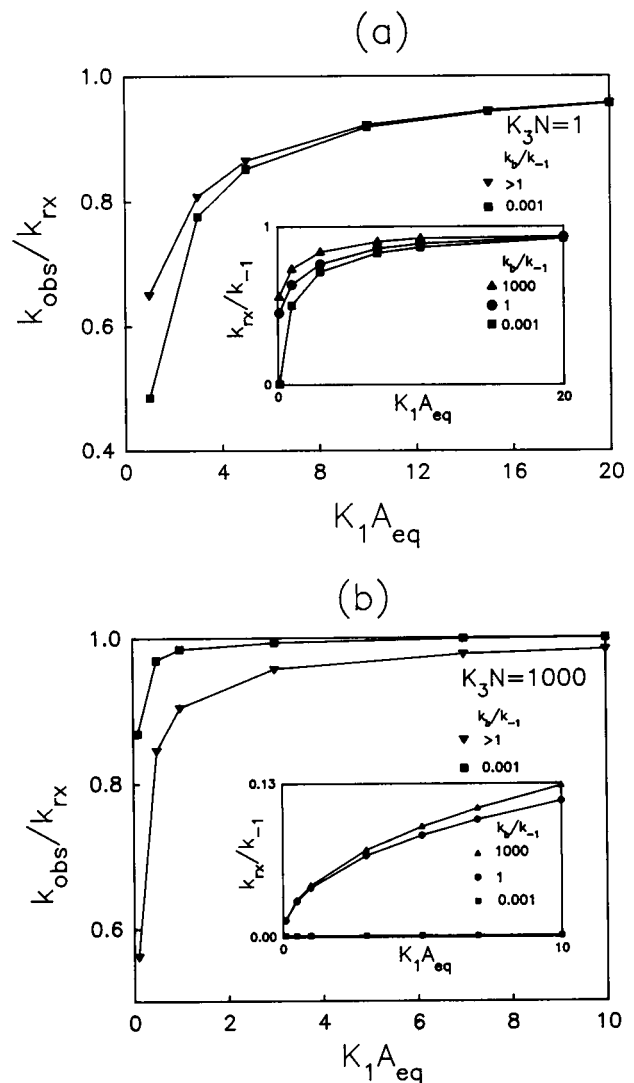 (a)
1.0
0.8
0.6
0.4
k_obs/k_rx
K_3N=1
k_b/k_-1
▼ >1
■ 0.001
1
0
k_rx/k_-1
k_b/k_-1
▲ 1000
● 1
■ 0.001
0 20
K_1A_eq
0 4 8 12 16 20
K_1A_eq
(b)
1.0
0.8
0.6
k_obs/k_rx
K_3N=1000
k_b/k_-1
▼ >1
■ 0.001
0.13
0.00
k_rx/k_-1
k_b/k_-1
▲ 1000
● 1
■ 0.001
0 10
K_1A_eq
0 2 4 6 8 10
K_1A_eq